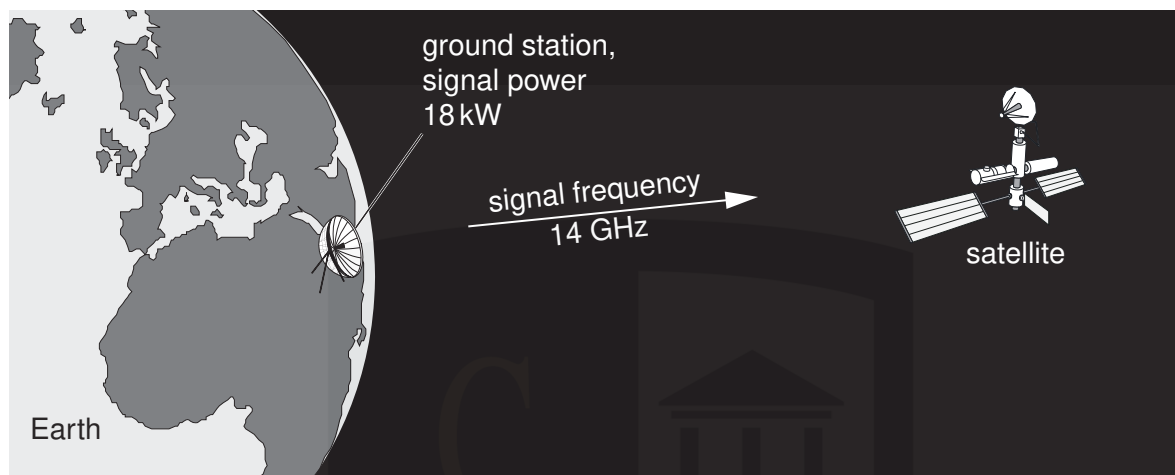 ground station,
signal power
18 kW
signal frequency
14 GHz
satellite
Earth
C